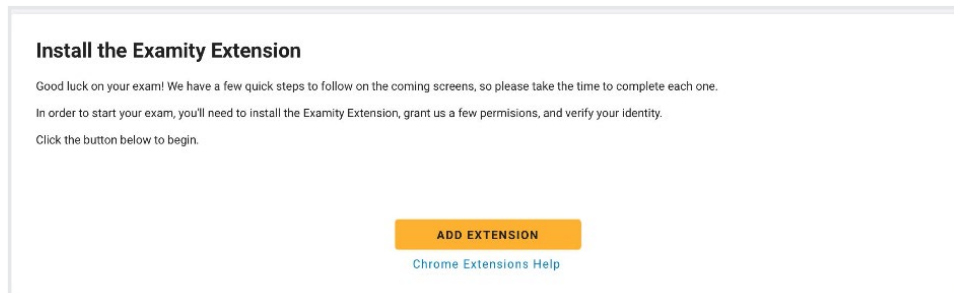 Install the Examity Extension
Good luck on your exam! We have a few quick steps to follow on the coming screens, so please take the time to complete each one.
In order to start your exam, you'll need to install the Examity Extension, grant us a few permisions, and verify your identity.
Click the button below to begin.
ADD EXTENSION
Chrome Extensions Help